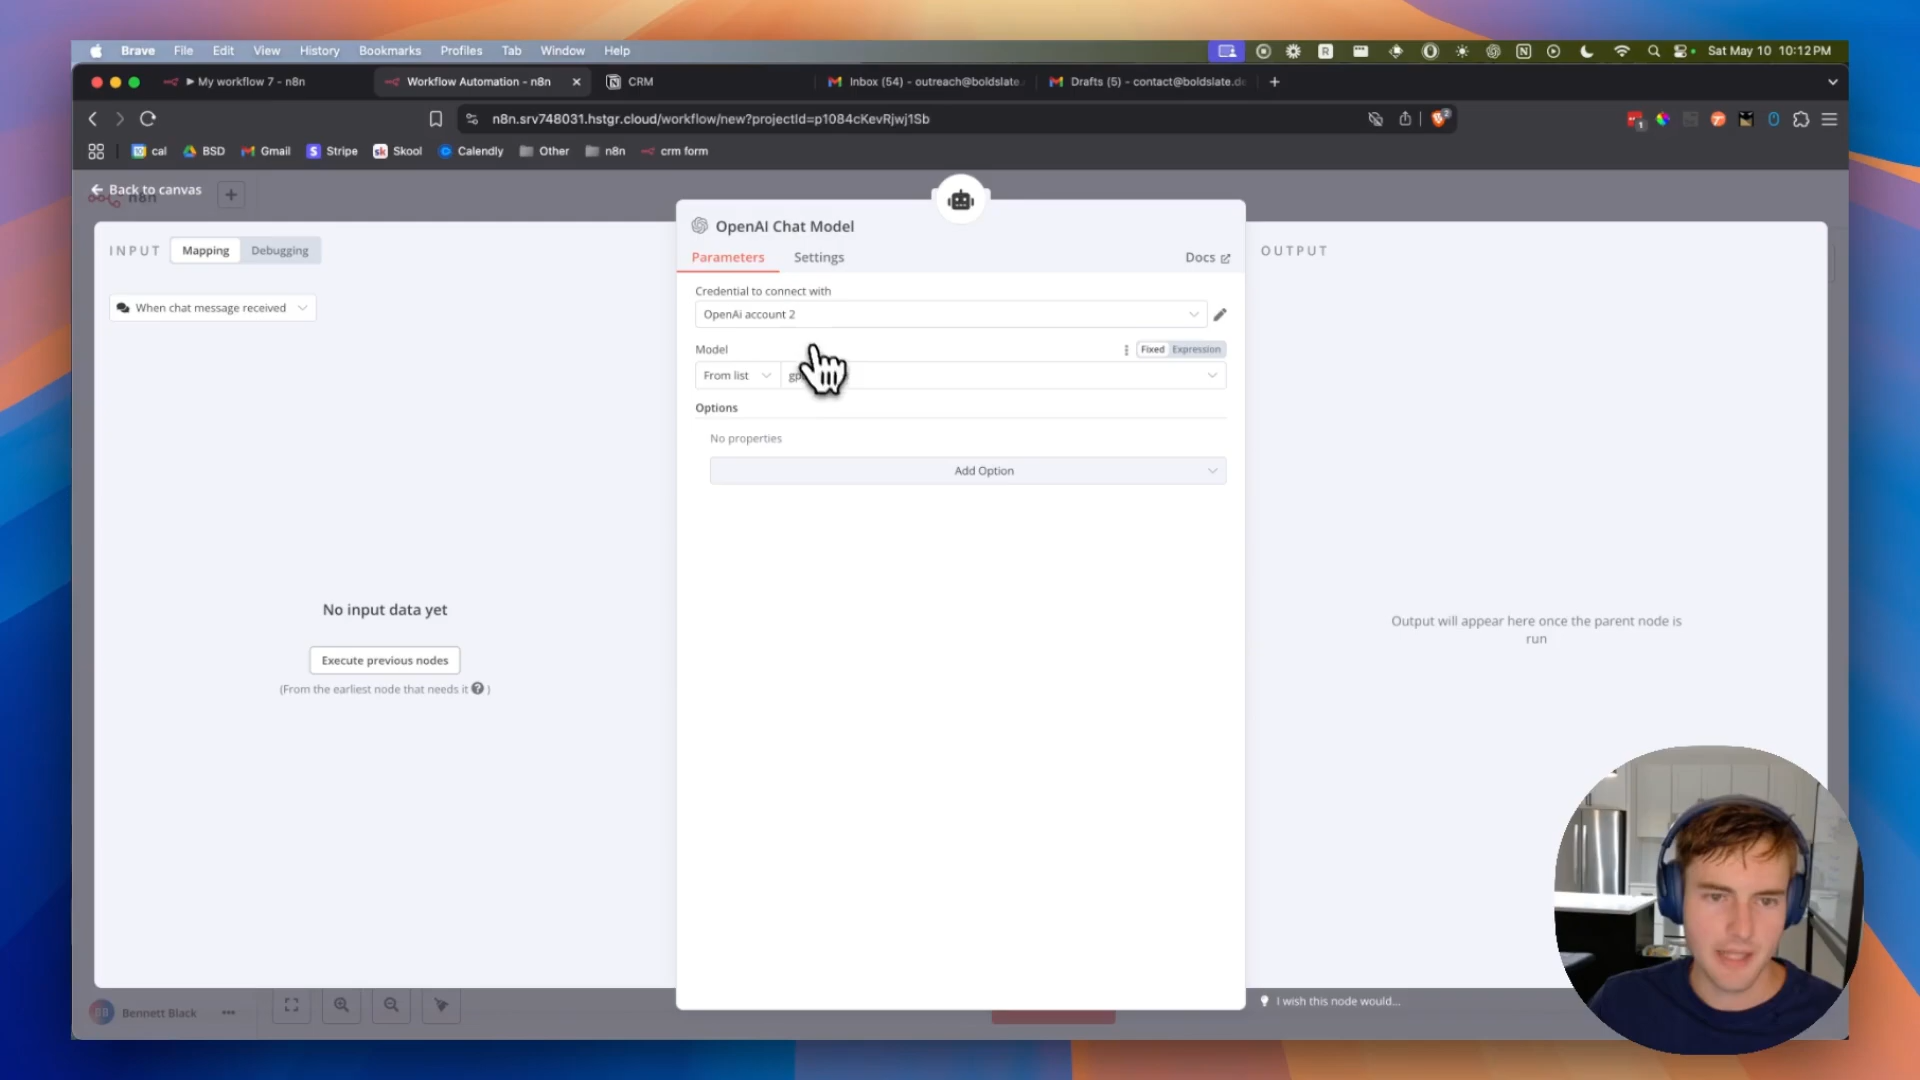 Brave File Edit View History Bookmarks Profiles Tab Window Help Sat May 10 10:12 PM
My workflow 7 - n8n Workflow Automation - n8n CRM Inbox (54) - outreach@boldslate. Drafts (5) - contact@boldslate.de
n8n.srv748031.hstgr.cloud/workflow/new?projectId=p1084cKevRjwj1Sb
cal BSD Gmail Stripe Skool Calendly Other n8n crm form
Back to canvas
n8n
OpenAI Chat Model
INPUT Mapping Debugging
Parameters Settings Docs
OUTPUT
Credential to connect with
When chat message received
OpenAi account 2
Model Fixed Expression
From list
Options
No properties
Add Option
No input data yet
Execute previous nodes
(From the earliest node that needs it ? )
Output will appear here once the parent node is
run
I wish this node would...
Bennett Black